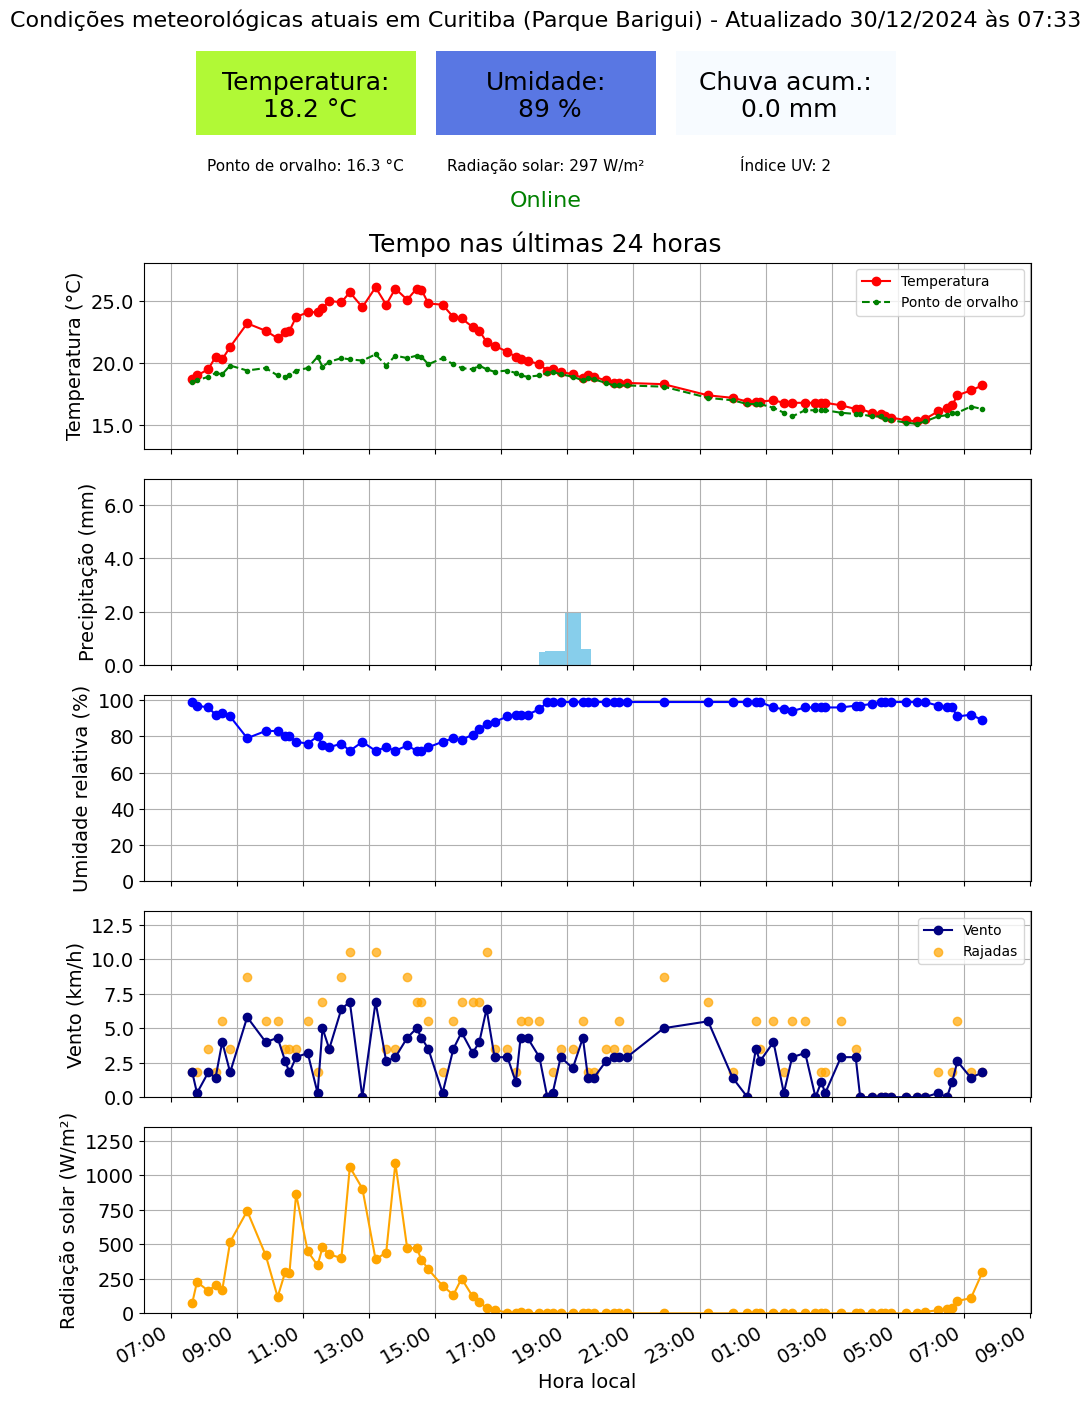 Condições meteorológicas atuais em Curitiba (Parque Barigui) - Atualizado 30/12/2024 às 07:33
Temperatura:
18.2 °C
Umidade:
89 %
Chuva acum.:
0.0 mm
Ponto de orvalho: 16.3 °C
Radiação solar: 297 W/m²
Índice UV: 2
Online
Tempo nas últimas 24 horas
Temperatura (°C)
25.0
20.0
15.0
Temperatura
Ponto de orvalho
Precipitação (mm)
6.0
4.0
2.0
0.0
Umidade relativa (%)
100
80
60
40
20
0
Vento (km/h)
12.5
10.0
7.5
5.0
2.5
0.0
Vento
Rajadas
Radiação solar (W/m²)
1250
1000
750
500
250
0
07:00
09:00
11:00
13:00
15:00
17:00
19:00
21:00
23:00
01:00
03:00
05:00
07:00
09:00
Hora local